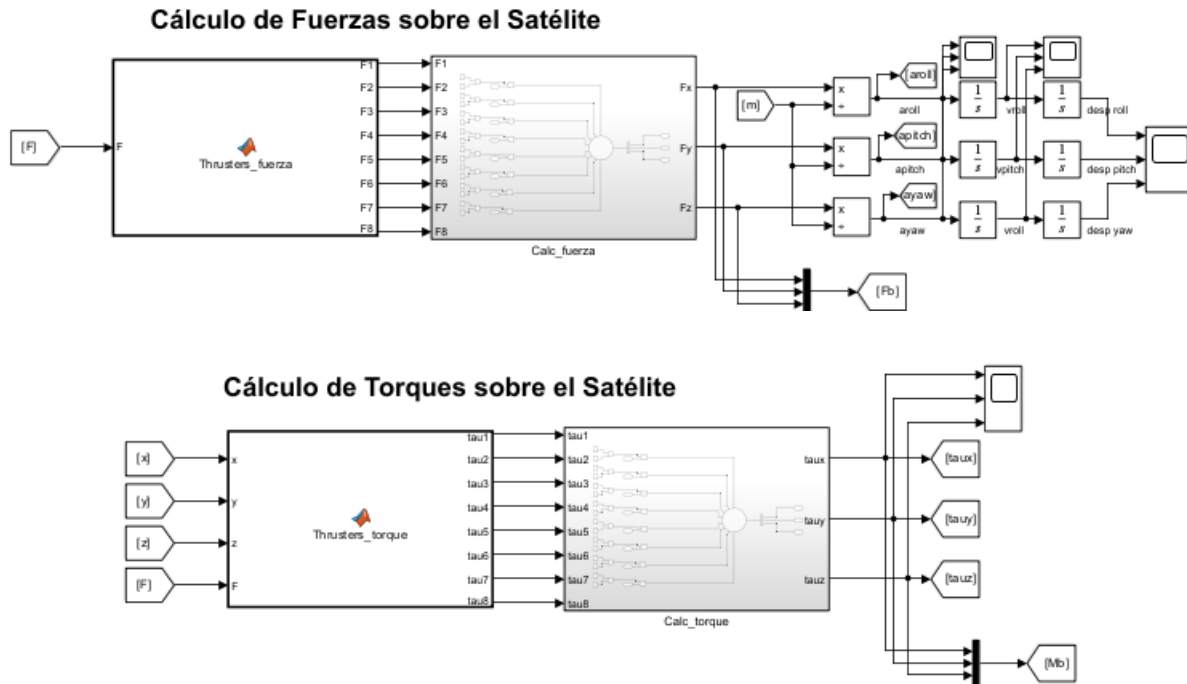 Cálculo de Fuerzas sobre el Satélite
[F]
F
Thrusters_fuerza
F1
F2
F3
F4
F5
F6
F7
F8
F1
F2
F3
F4
F5
F6
F7
F8
Calc_fuerza
Fx
Fy
Fz
[m]
x
÷
x
÷
x
÷
[aroll]
aroll
[apitch]
apitch
[ayaw]
ayaw
1
s
vroll
1
s
desp roll
1
s
vpitch
1
s
desp pitch
1
s
vroll
1
s
desp yaw
[Fb]
Cálculo de Torques sobre el Satélite
[x]
[y]
[z]
[F]
x
y
z
F
Thrusters_torque
tau1
tau2
tau3
tau4
tau5
tau6
tau7
tau8
tau1
tau2
tau3
tau4
tau5
tau6
tau7
tau8
Calc_torque
taux
tauy
tauz
[taux]
[tauy]
[tauz]
[Mb]